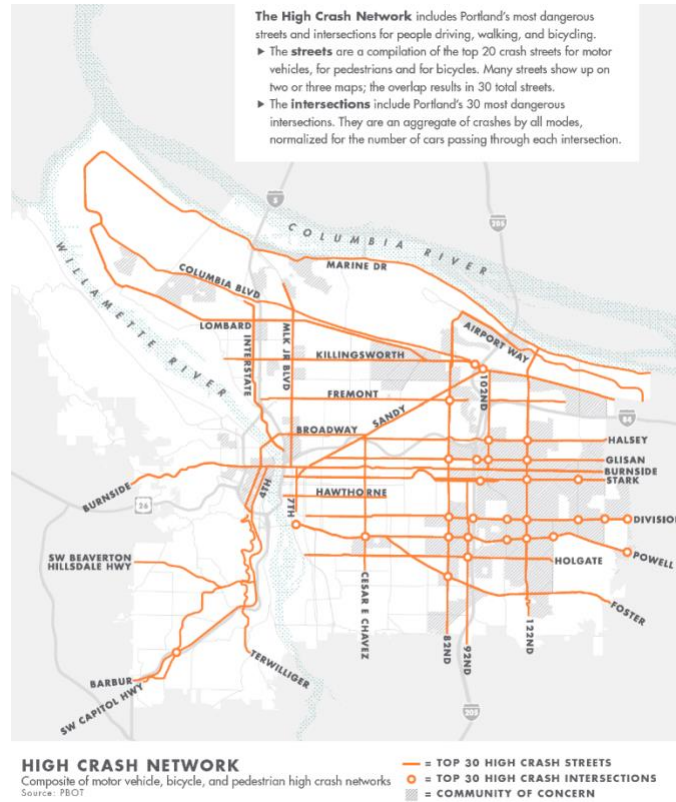 The High Crash Network includes Portland's most dangerous
streets and intersections for people driving, walking, and bicycling.
▶ The streets are a compilation of the top 20 crash streets for motor
vehicles, for pedestrians and for bicycles. Many streets show up on
two or three maps; the overlap results in 30 total streets.
▶ The intersections include Portland's 30 most dangerous
intersections. They are an aggregate of crashes by all modes,
normalized for the number of cars passing through each intersection.
5
205
COLUMBIA RIVER
MARINE DR
WILLAMETTE RIVER
COLUMBIA BLVD
LOMBARD
INTERSTATE
MLK JR BLVD
KILLINGSWORTH
AIRPORT WAY
102ND
FREMONT
SANDY
84
BROADWAY
HALSEY
GLISAN
BURNSIDE
STARK
BURNSIDE
4TH
HAWTHORNE
7TH
26
DIVISION
POWELL
SW BEAVERTON
HILLSDALE HWY
HOLGATE
CESAR E CHAVEZ
FOSTER
82ND
92ND
122ND
TERWILLIGER
BARBUR
SW CAPITOL HWY
205
HIGH CRASH NETWORK
Composite of motor vehicle, bicycle, and pedestrian high crash networks
Source: PBOT
= TOP 30 HIGH CRASH STREETS
= TOP 30 HIGH CRASH INTERSECTIONS
= COMMUNITY OF CONCERN